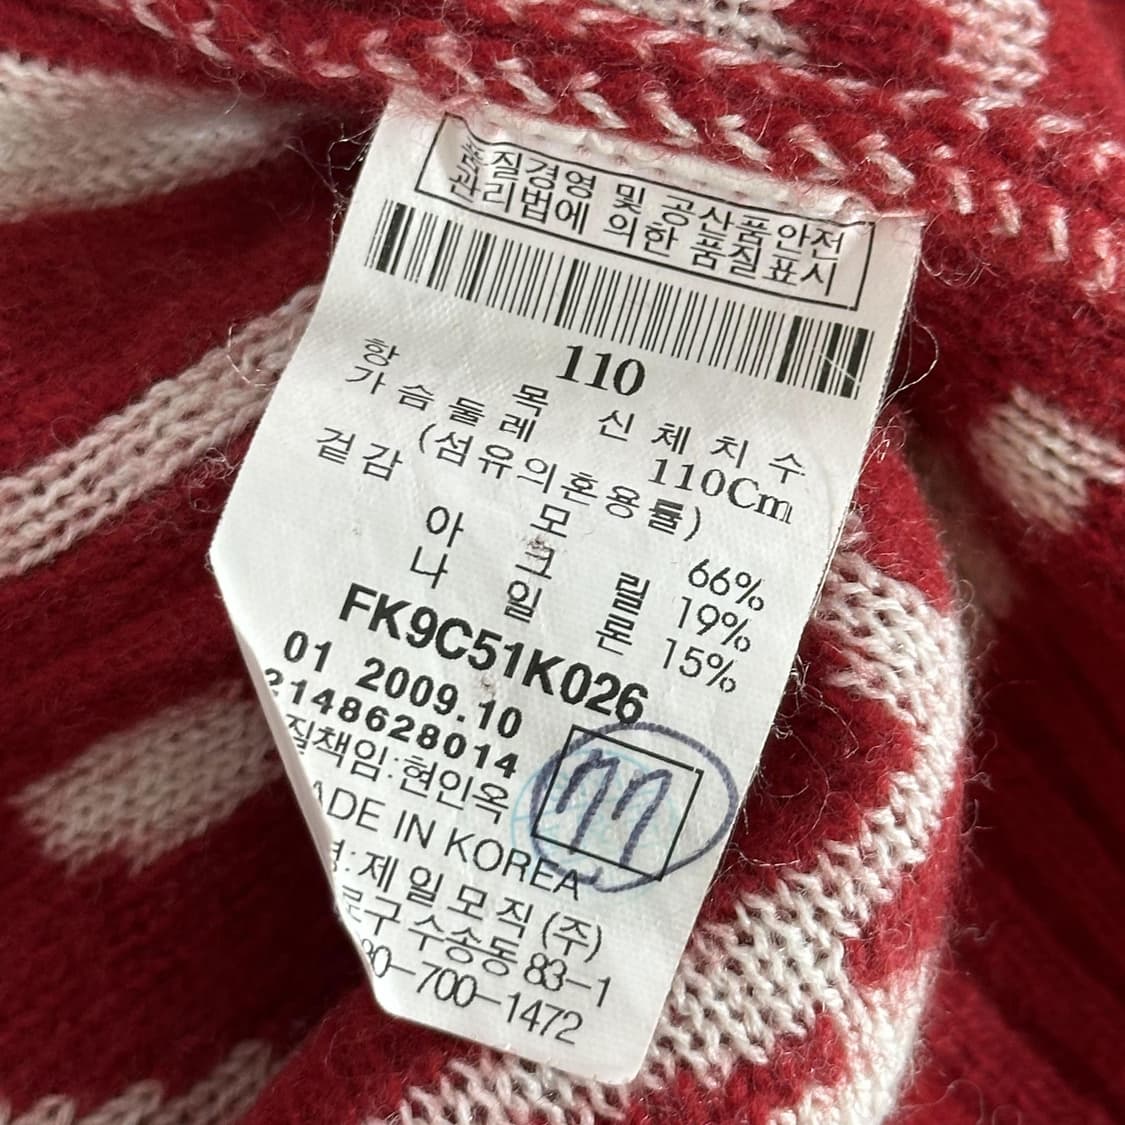 품질경영 및 공산품안전
관리법에 의한 품질표시
110
항 목 신 체 치 수
가 슴 둘 레 110Cm
(섬유의혼용률)
겉감
모 66%
아 크 릴 19%
나 일 론 15%
FK9C51K026
01 2009.10
2148628014
질책임:현인옥
ADE IN KOREA
명:제일모직(주)
로구 수송동 83-1
80-700-1472